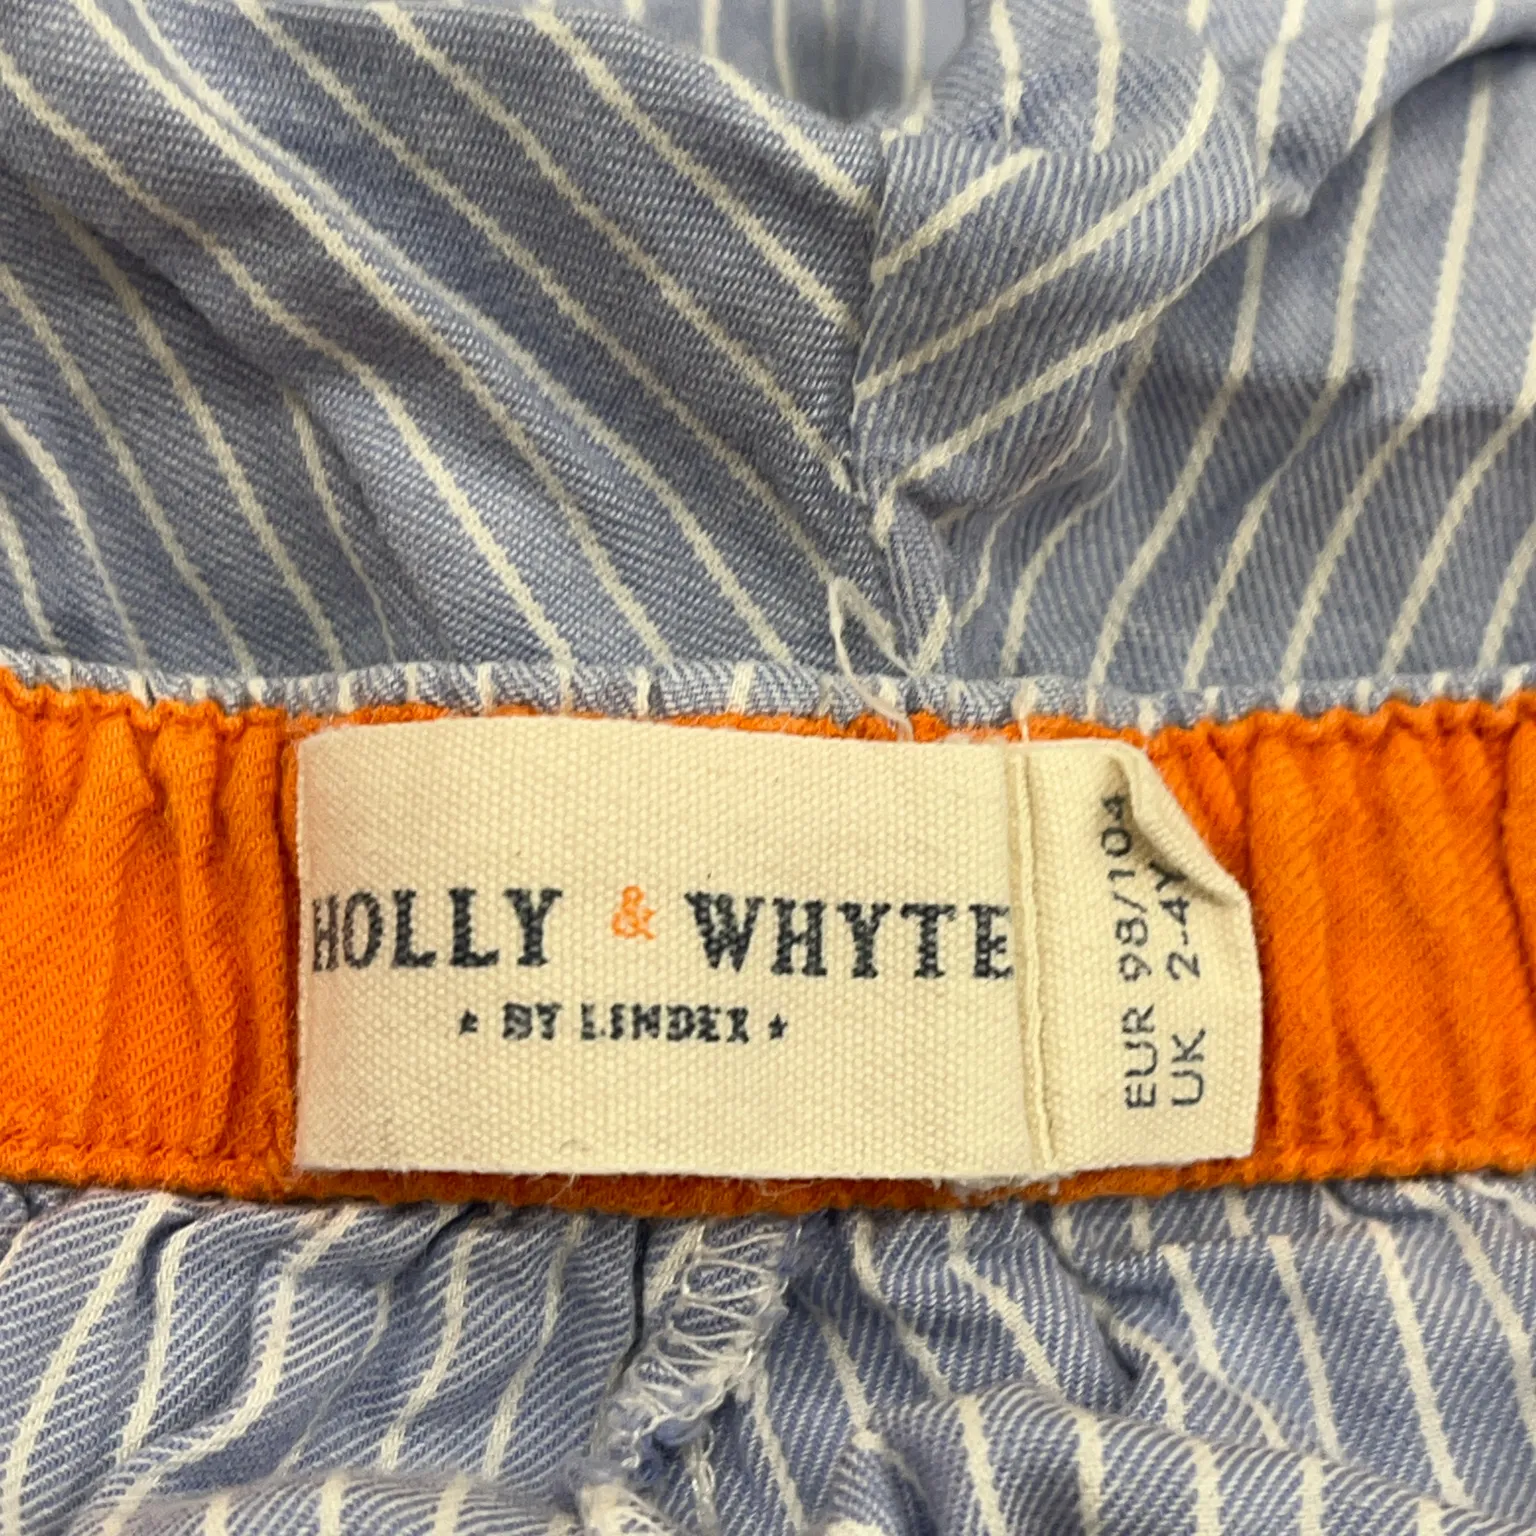 HOLLY & WHYTE
★ BY LINDEX ★
EUR 98/104
UK 2-4Y